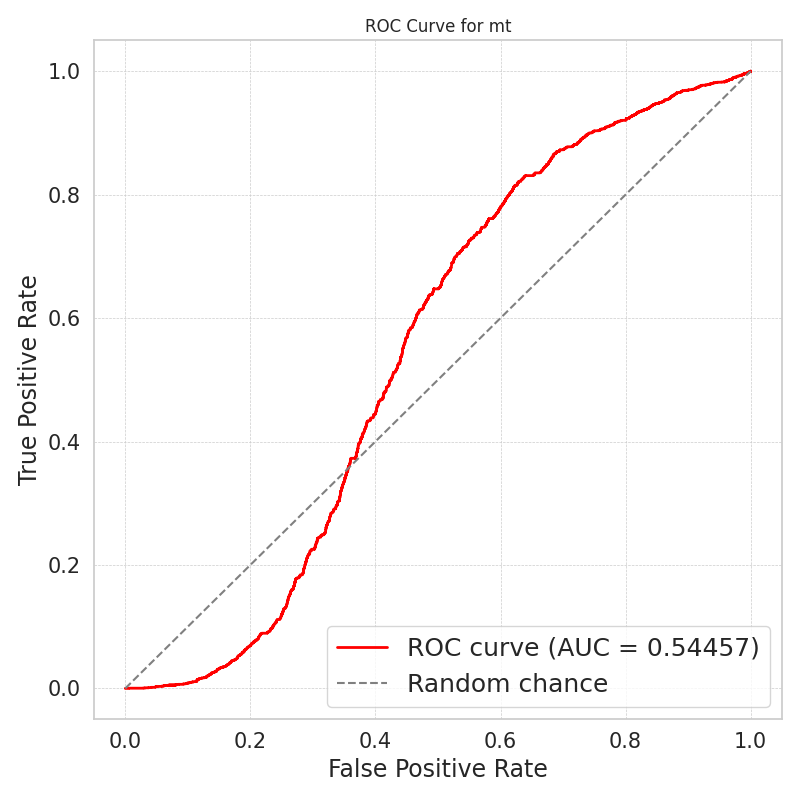 ROC Curve for mt
True Positive Rate
1.0
0.8
0.6
0.4
0.2
0.0
ROC curve (AUC = 0.54457)
Random chance
0.0 0.2 0.4 0.6 0.8 1.0
False Positive Rate